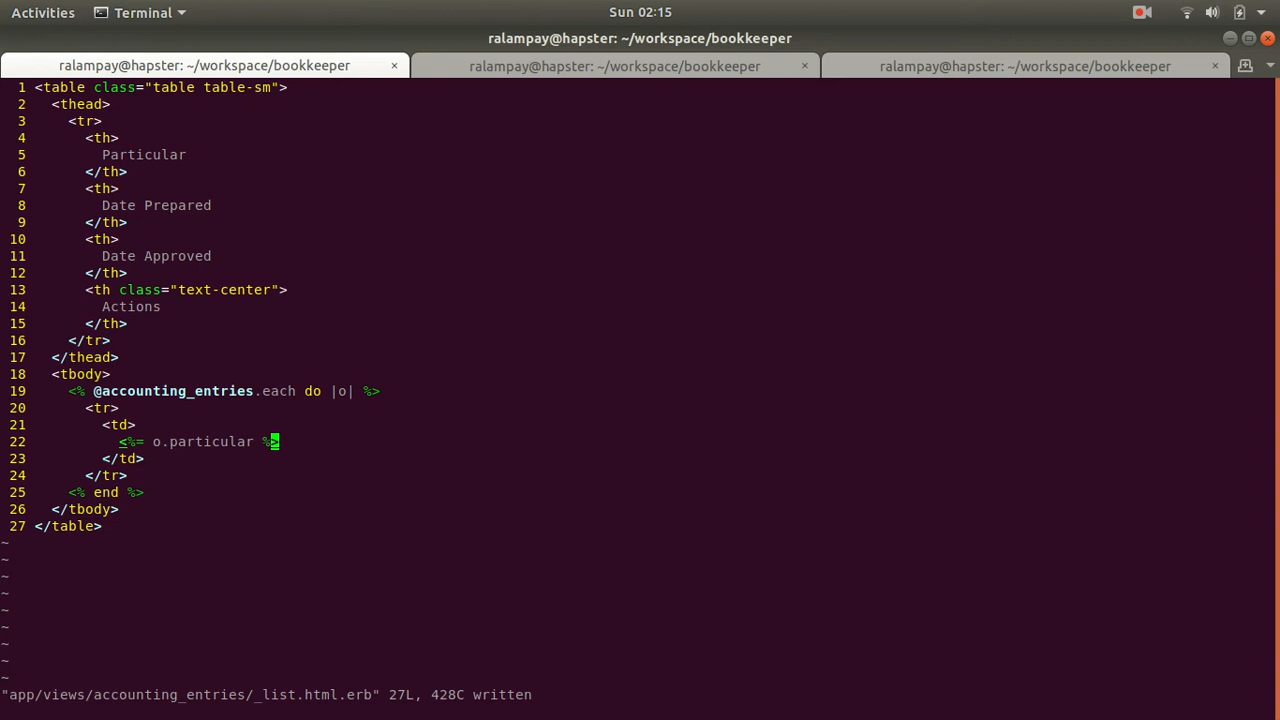 Activities Terminal Sun 02:15
ralampay@hapster: ~/workspace/bookkeeper
ralampay@hapster: ~/workspace/bookkeeper × ralampay@hapster: ~/workspace/bookkeeper × ralampay@hapster: ~/workspace/bookkeeper ×
1 <table class="table table-sm">
2   <thead>
3     <tr>
4       <th>
5         Particular
6       </th>
7       <th>
8         Date Prepared
9       </th>
10       <th>
11         Date Approved
12       </th>
13       <th class="text-center">
14         Actions
15       </th>
16     </tr>
17   </thead>
18   <tbody>
19     <% @accounting_entries.each do |o| %>
20       <tr>
21         <td>
22           <%= o.particular %>
23         </td>
24       </tr>
25     <% end %>
26   </tbody>
27 </table>
~
~
~
~
~
~
~
~
~
"app/views/accounting_entries/_list.html.erb" 27L, 428C written